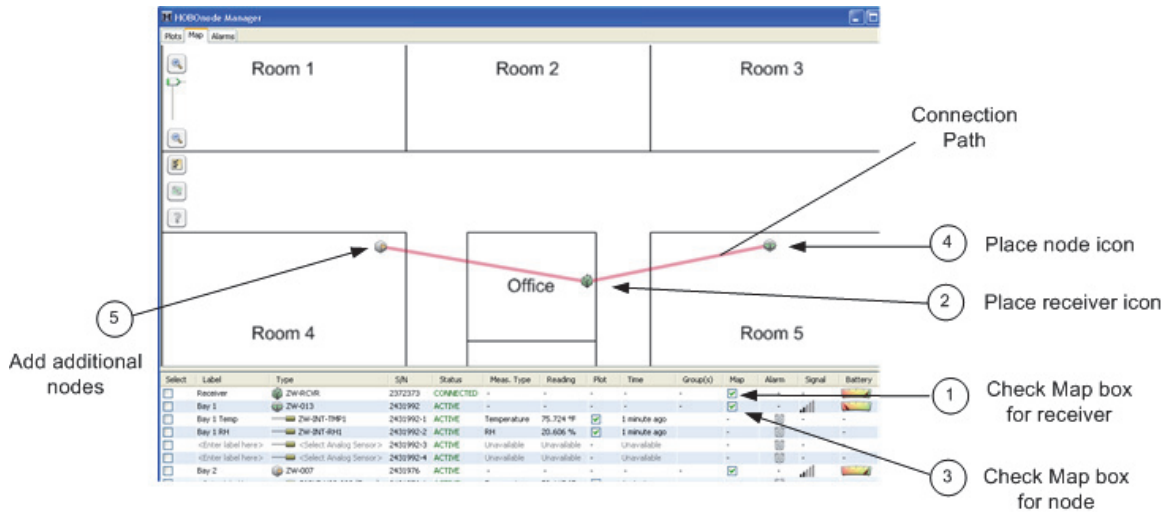 HOBOnode Manager
Plots Map Alarms
Room 1 Room 2 Room 3
Connection
Path
4 Place node icon
Office
2 Place receiver icon
5
Add additional
nodes
Room 4 Room 5
Select Label Type S/N Status Meas. Type Reading Plot Time Group(s) Map Alarm Signal Battery
Receiver ZW-RCVR 2372373 CONNECTED - - - - - -
Bay 1 ZW-013 2431992 ACTIVE - - - - - -
Bay 1 Temp ZW-INT-TMP1 2431992-1 ACTIVE Temperature 75.724 °F 1 minute ago - - -
Bay 1 RH ZW-INT-RH1 2431992-2 ACTIVE RH 20.606 % 1 minute ago - - -
<Enter label here> <Select Analog Sensor> 2431992-3 ACTIVE Unavailable Unavailable - Unavailable - - -
<Enter label here> <Select Analog Sensor> 2431992-4 ACTIVE Unavailable Unavailable - Unavailable - - -
Bay 2 ZW-007 2431976 ACTIVE - - - - - -
1 Check Map box
for receiver
3 Check Map box
for node